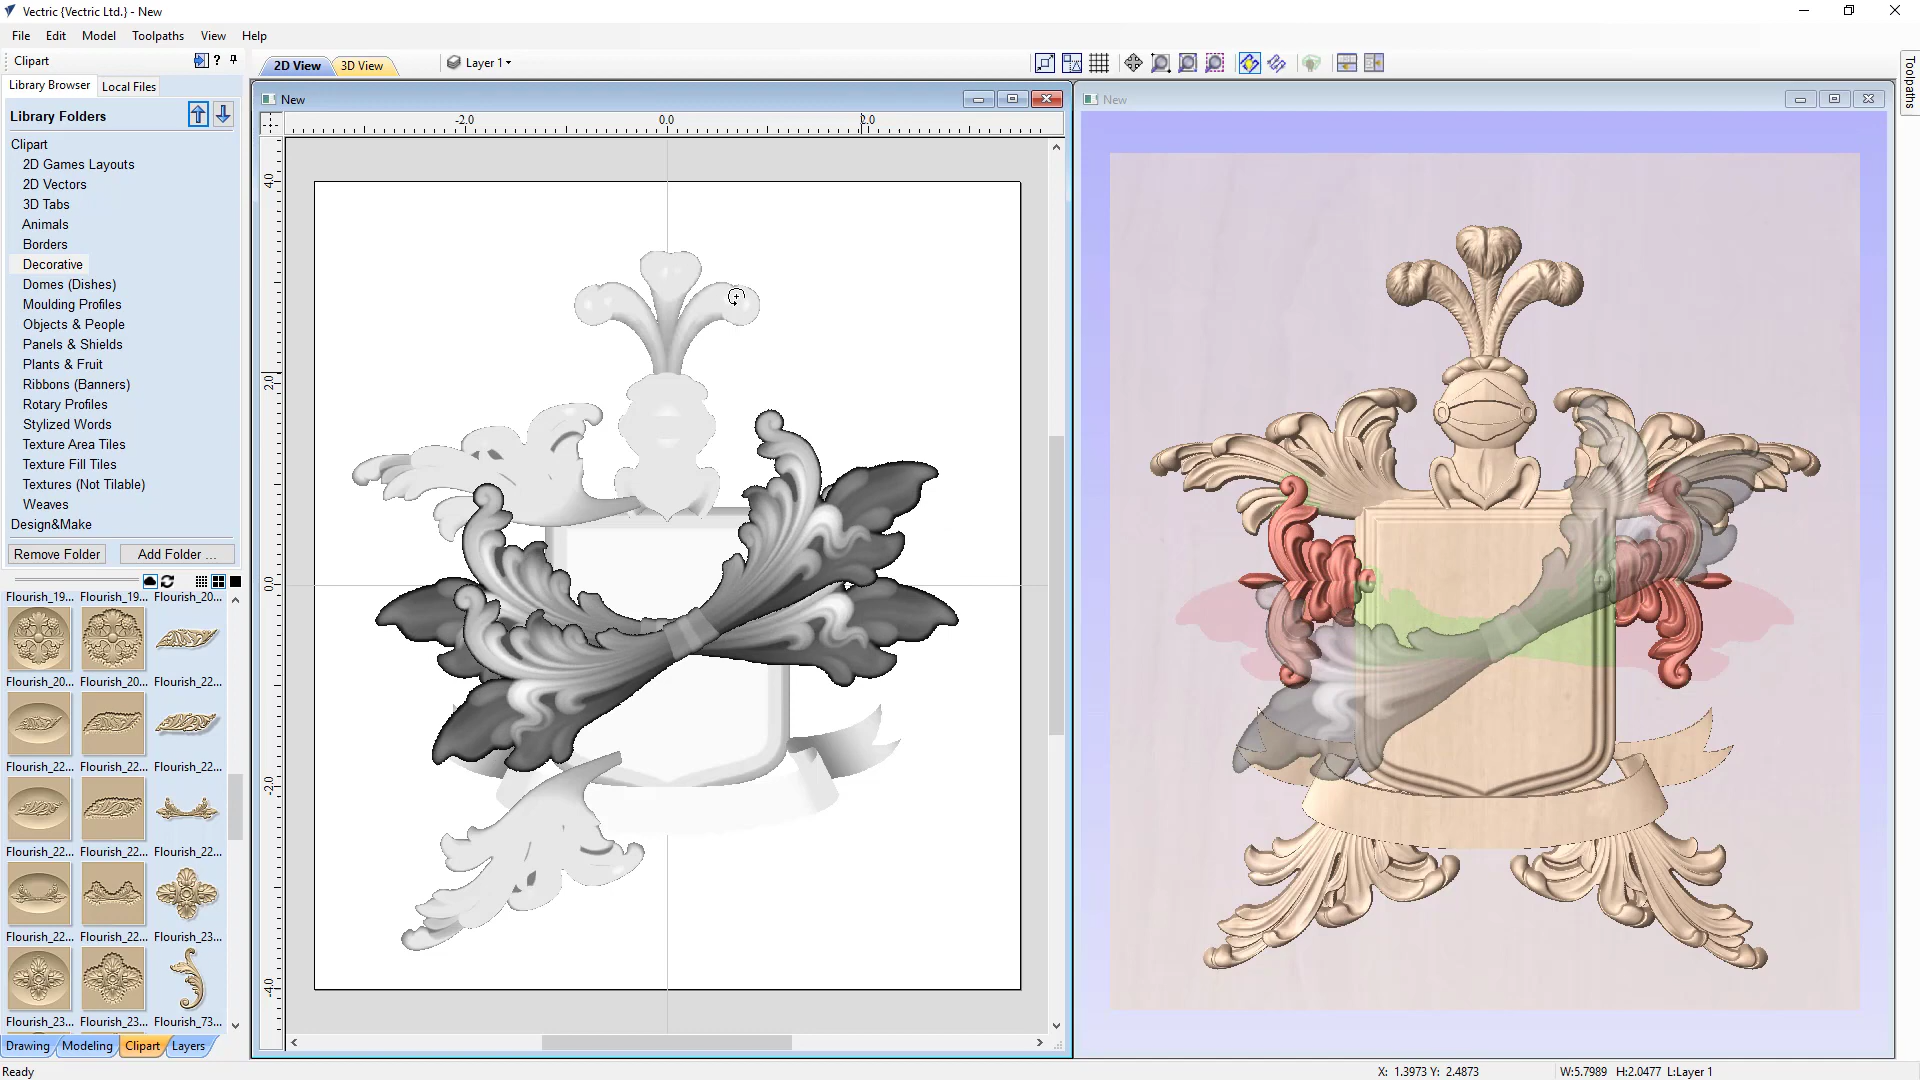 Vectric {Vectric Ltd.} - New
File Edit Model Toolpaths View Help
Clipart ?
Library Browser Local Files
Library Folders
Clipart
2D Games Layouts
2D Vectors
3D Tabs
Animals
Borders
Decorative
Domes (Dishes)
Moulding Profiles
Objects & People
Panels & Shields
Plants & Fruit
Ribbons (Banners)
Rotary Profiles
Stylized Words
Texture Area Tiles
Texture Fill Tiles
Textures (Not Tilable)
Weaves
Design&Make
Remove Folder Add Folder ...
Flourish_19... Flourish_19... Flourish_20...
Flourish_20... Flourish_20... Flourish_22...
Flourish_22... Flourish_22... Flourish_22...
Flourish_22... Flourish_22... Flourish_22...
Flourish_22... Flourish_22... Flourish_23...
Flourish_23... Flourish_23... Flourish_73...
Drawing Modeling Clipart Layers
2D View 3D View Layer 1
New
-2.0 0.0 2.0
4.0
2.0
0.0
-2.0
-4.0
New
Toolpaths
Ready
X: 1.3973 Y: 2.4873 W:5.7989 H:2.0477 L:Layer 1